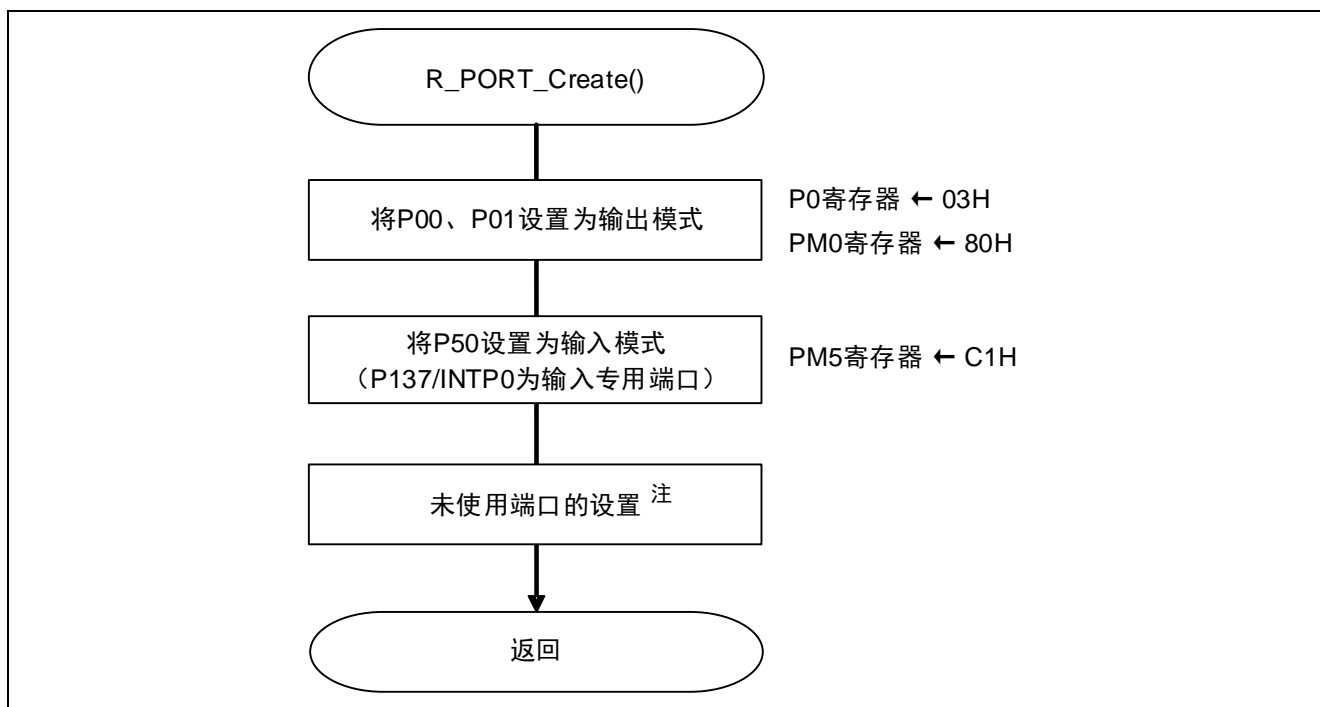 R_PORT_Create()
将P00、P01设置为输出模式
P0寄存器 ← 03H
PM0寄存器 ← 80H
将P50设置为输入模式
（P137/INTP0为输入专用端口）
PM5寄存器 ← C1H
未使用端口的设置 注
返回